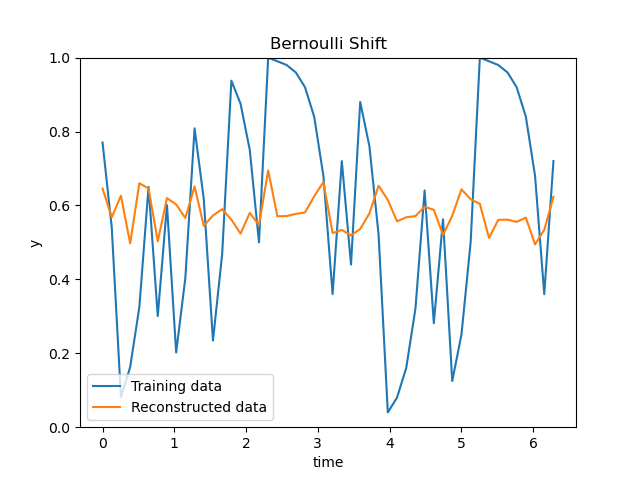 Bernoulli Shift
1.0
0.8
0.6
0.4
0.2
0.0
y
Training data
Reconstructed data
0 1 2 3 4 5 6
time